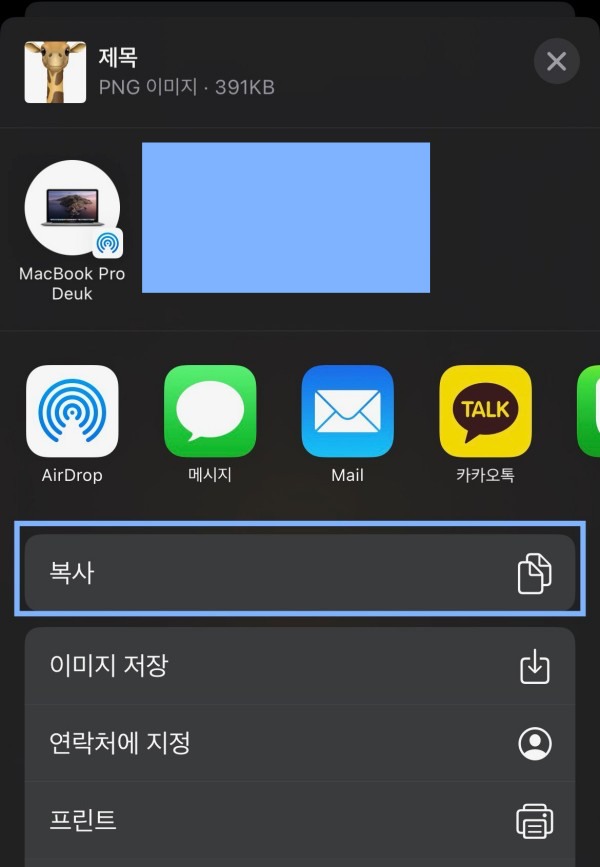 제목
PNG 이미지 · 391KB
MacBook Pro
Deuk
AirDrop
메시지
Mail
TALK
카카오톡
복사
이미지 저장
연락처에 지정
프린트